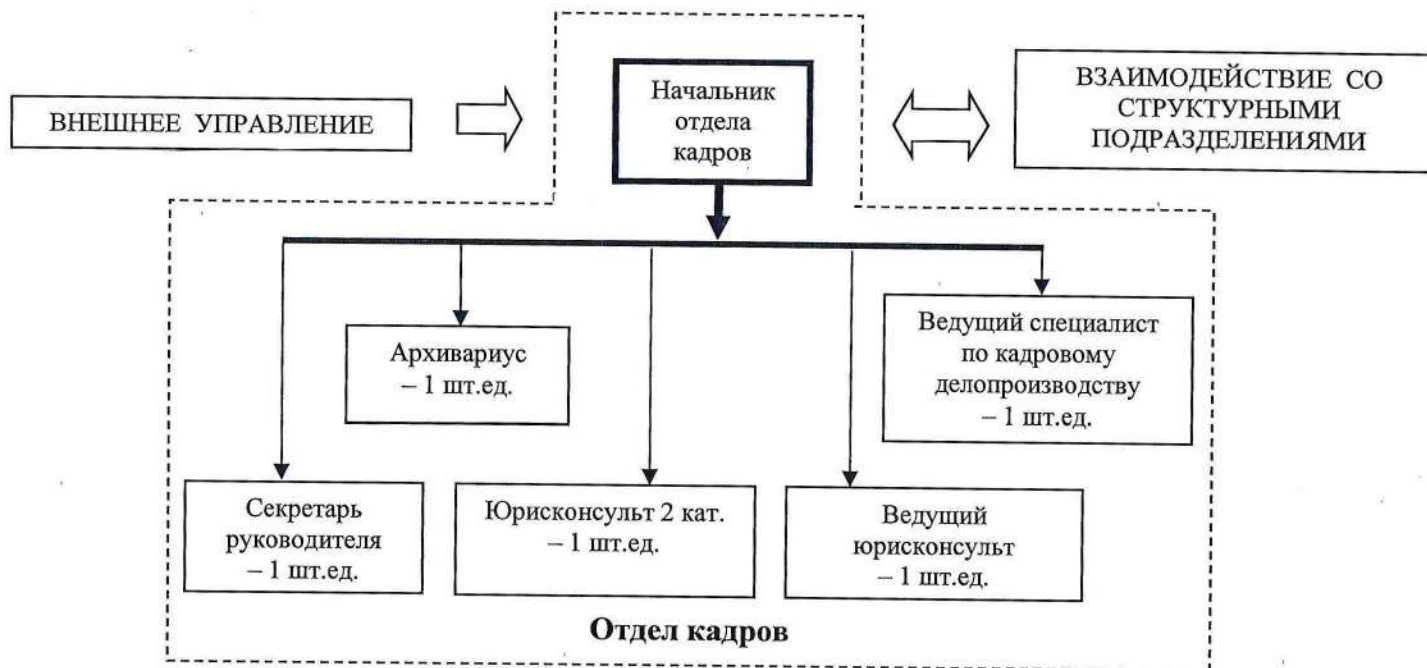 ВНЕШНЕЕ УПРАВЛЕНИЕ
Начальник
отдела
кадров
ВЗАИМОДЕЙСТВИЕ СО
СТРУКТУРНЫМИ
ПОДРАЗДЕЛЕНИЯМИ
Архивариус
– 1 шт.ед.
Ведущий специалист
по кадровому
делопроизводству
– 1 шт.ед.
Секретарь
руководителя
– 1 шт.ед.
Юрисконсульт 2 кат.
– 1 шт.ед.
Ведущий
юрисконсульт
– 1 шт.ед.
Отдел кадров